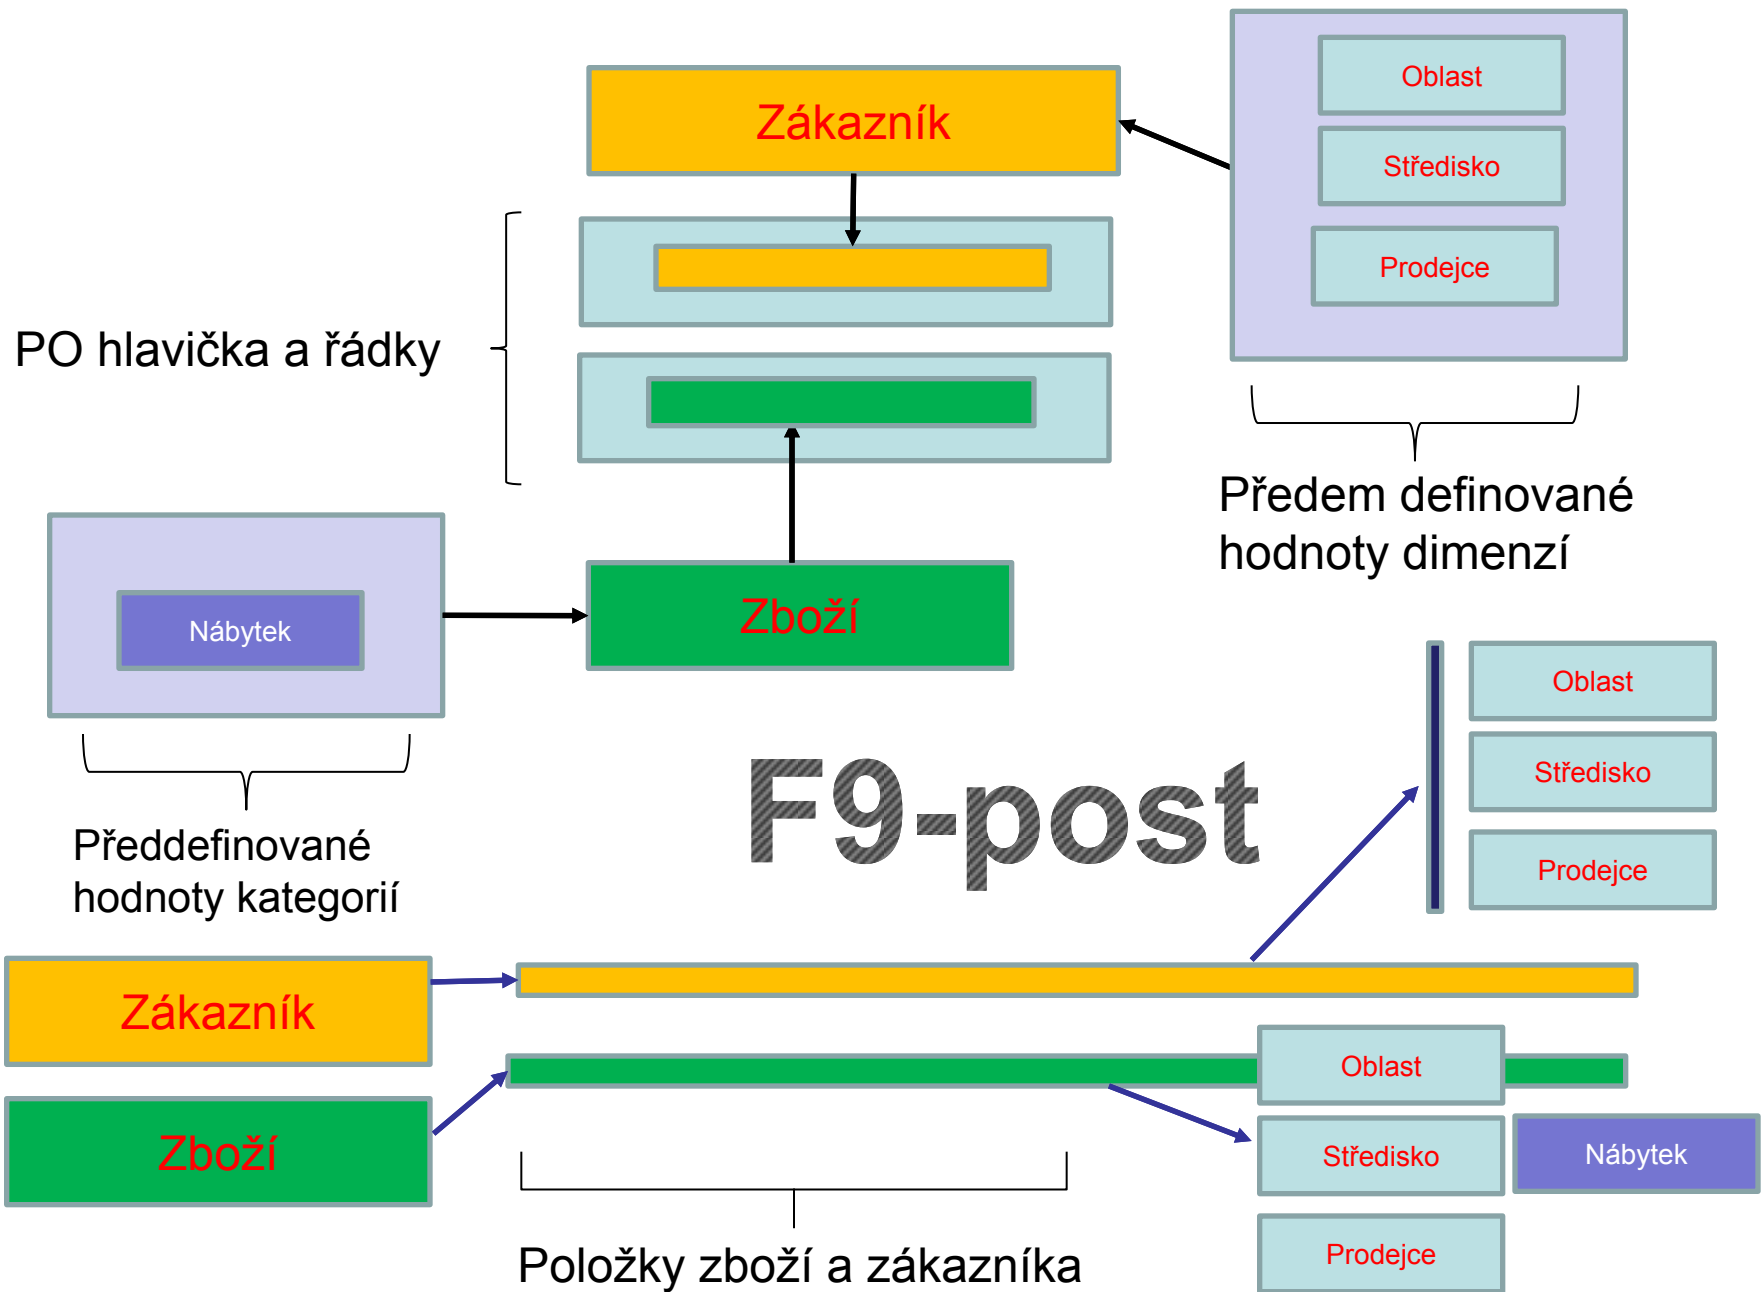 Oblast
Zákazník
Středisko
Prodejce
PO hlavička a řádky
Předem definované
hodnoty dimenzí
Nábytek
Zboží
Oblast
Středisko
Prodejce
F9-post
Předdefinované
hodnoty kategorií
Zákazník
Oblast
Zboží
Středisko
Nábytek
Prodejce
Položky zboží a zákazníka